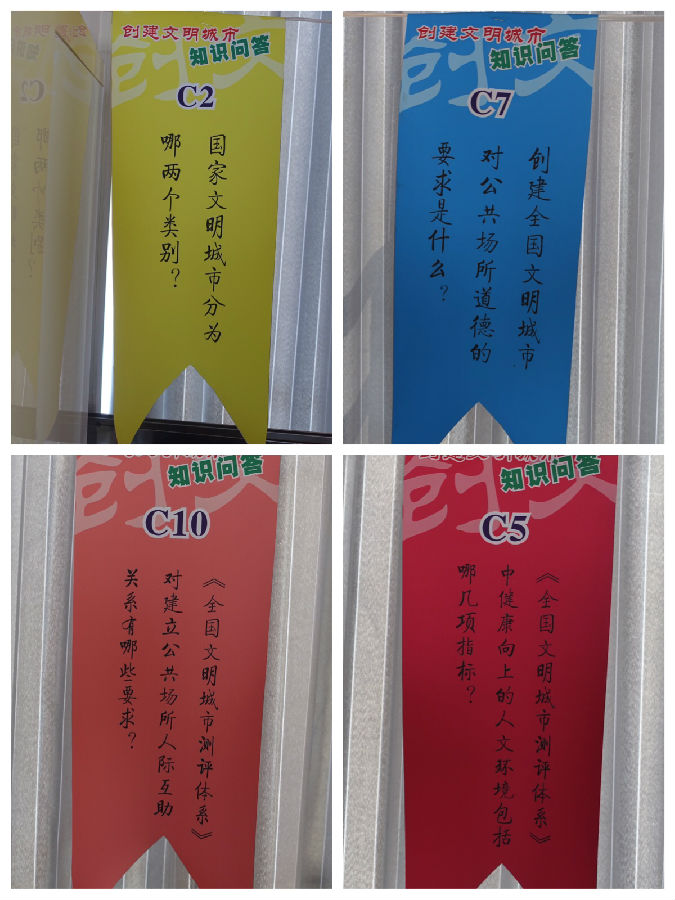 创建文明城市
知识问答
C2
国家文明城市分为
哪两个类别？
创建文明城市
知识问答
C7
创建全国文明城市
对公共场所道德的
要求是什么？
知识问答
C10
《全国文明城市测评体系》
对建立公共场所人际互助
关系有哪些要求？
创建文明城市
知识问答
C5
《全国文明城市测评体系》
中健康向上的人文环境包括
哪几项指标？